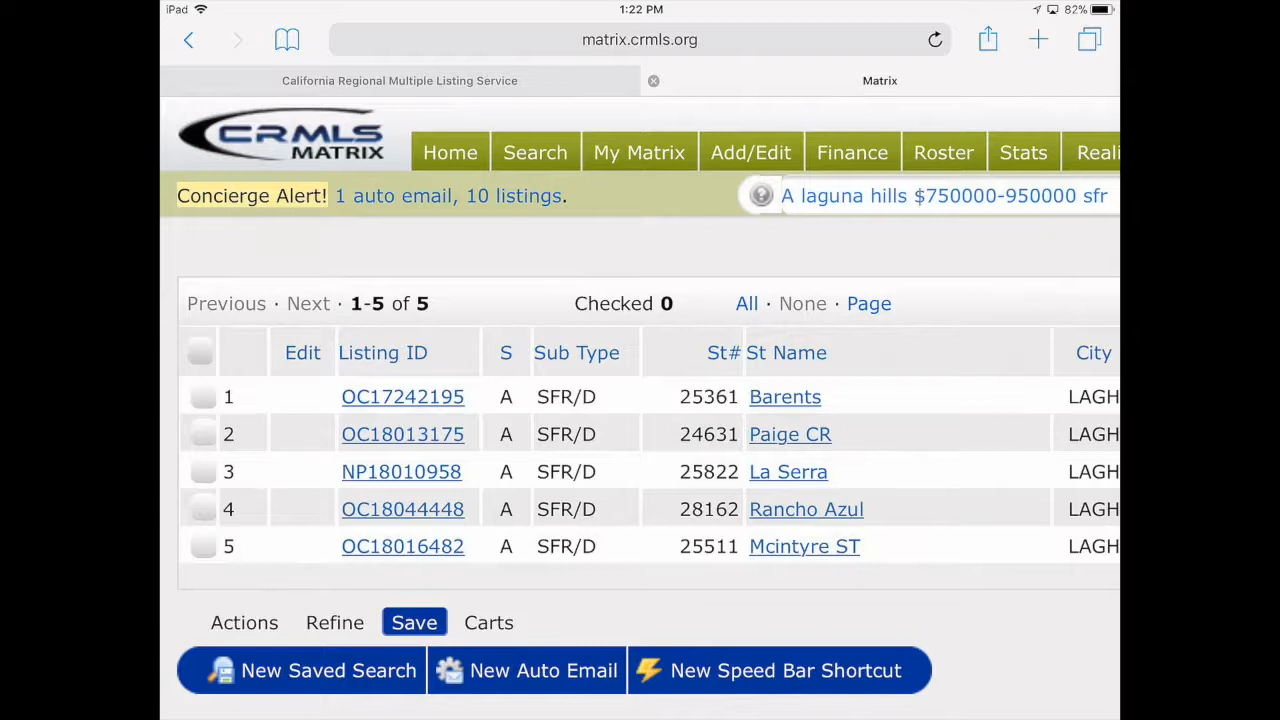 iPad 1:22 PM 82%
matrix.crmls.org
California Regional Multiple Listing Service Matrix
CRMLS
MATRIX
Home Search My Matrix Add/Edit Finance Roster Stats Reali
Concierge Alert! 1 auto email, 10 listings. A laguna hills $750000-950000 sfr
Previous · Next · 1-5 of 5 Checked 0 All · None · Page
Edit Listing ID S Sub Type St# St Name City
1 OC17242195 A SFR/D 25361 Barents LAGH
2 OC18013175 A SFR/D 24631 Paige CR LAGH
3 NP18010958 A SFR/D 25822 La Serra LAGH
4 OC18044448 A SFR/D 28162 Rancho Azul LAGH
5 OC18016482 A SFR/D 25511 Mcintyre ST LAGH
Actions Refine Save Carts
New Saved Search New Auto Email New Speed Bar Shortcut